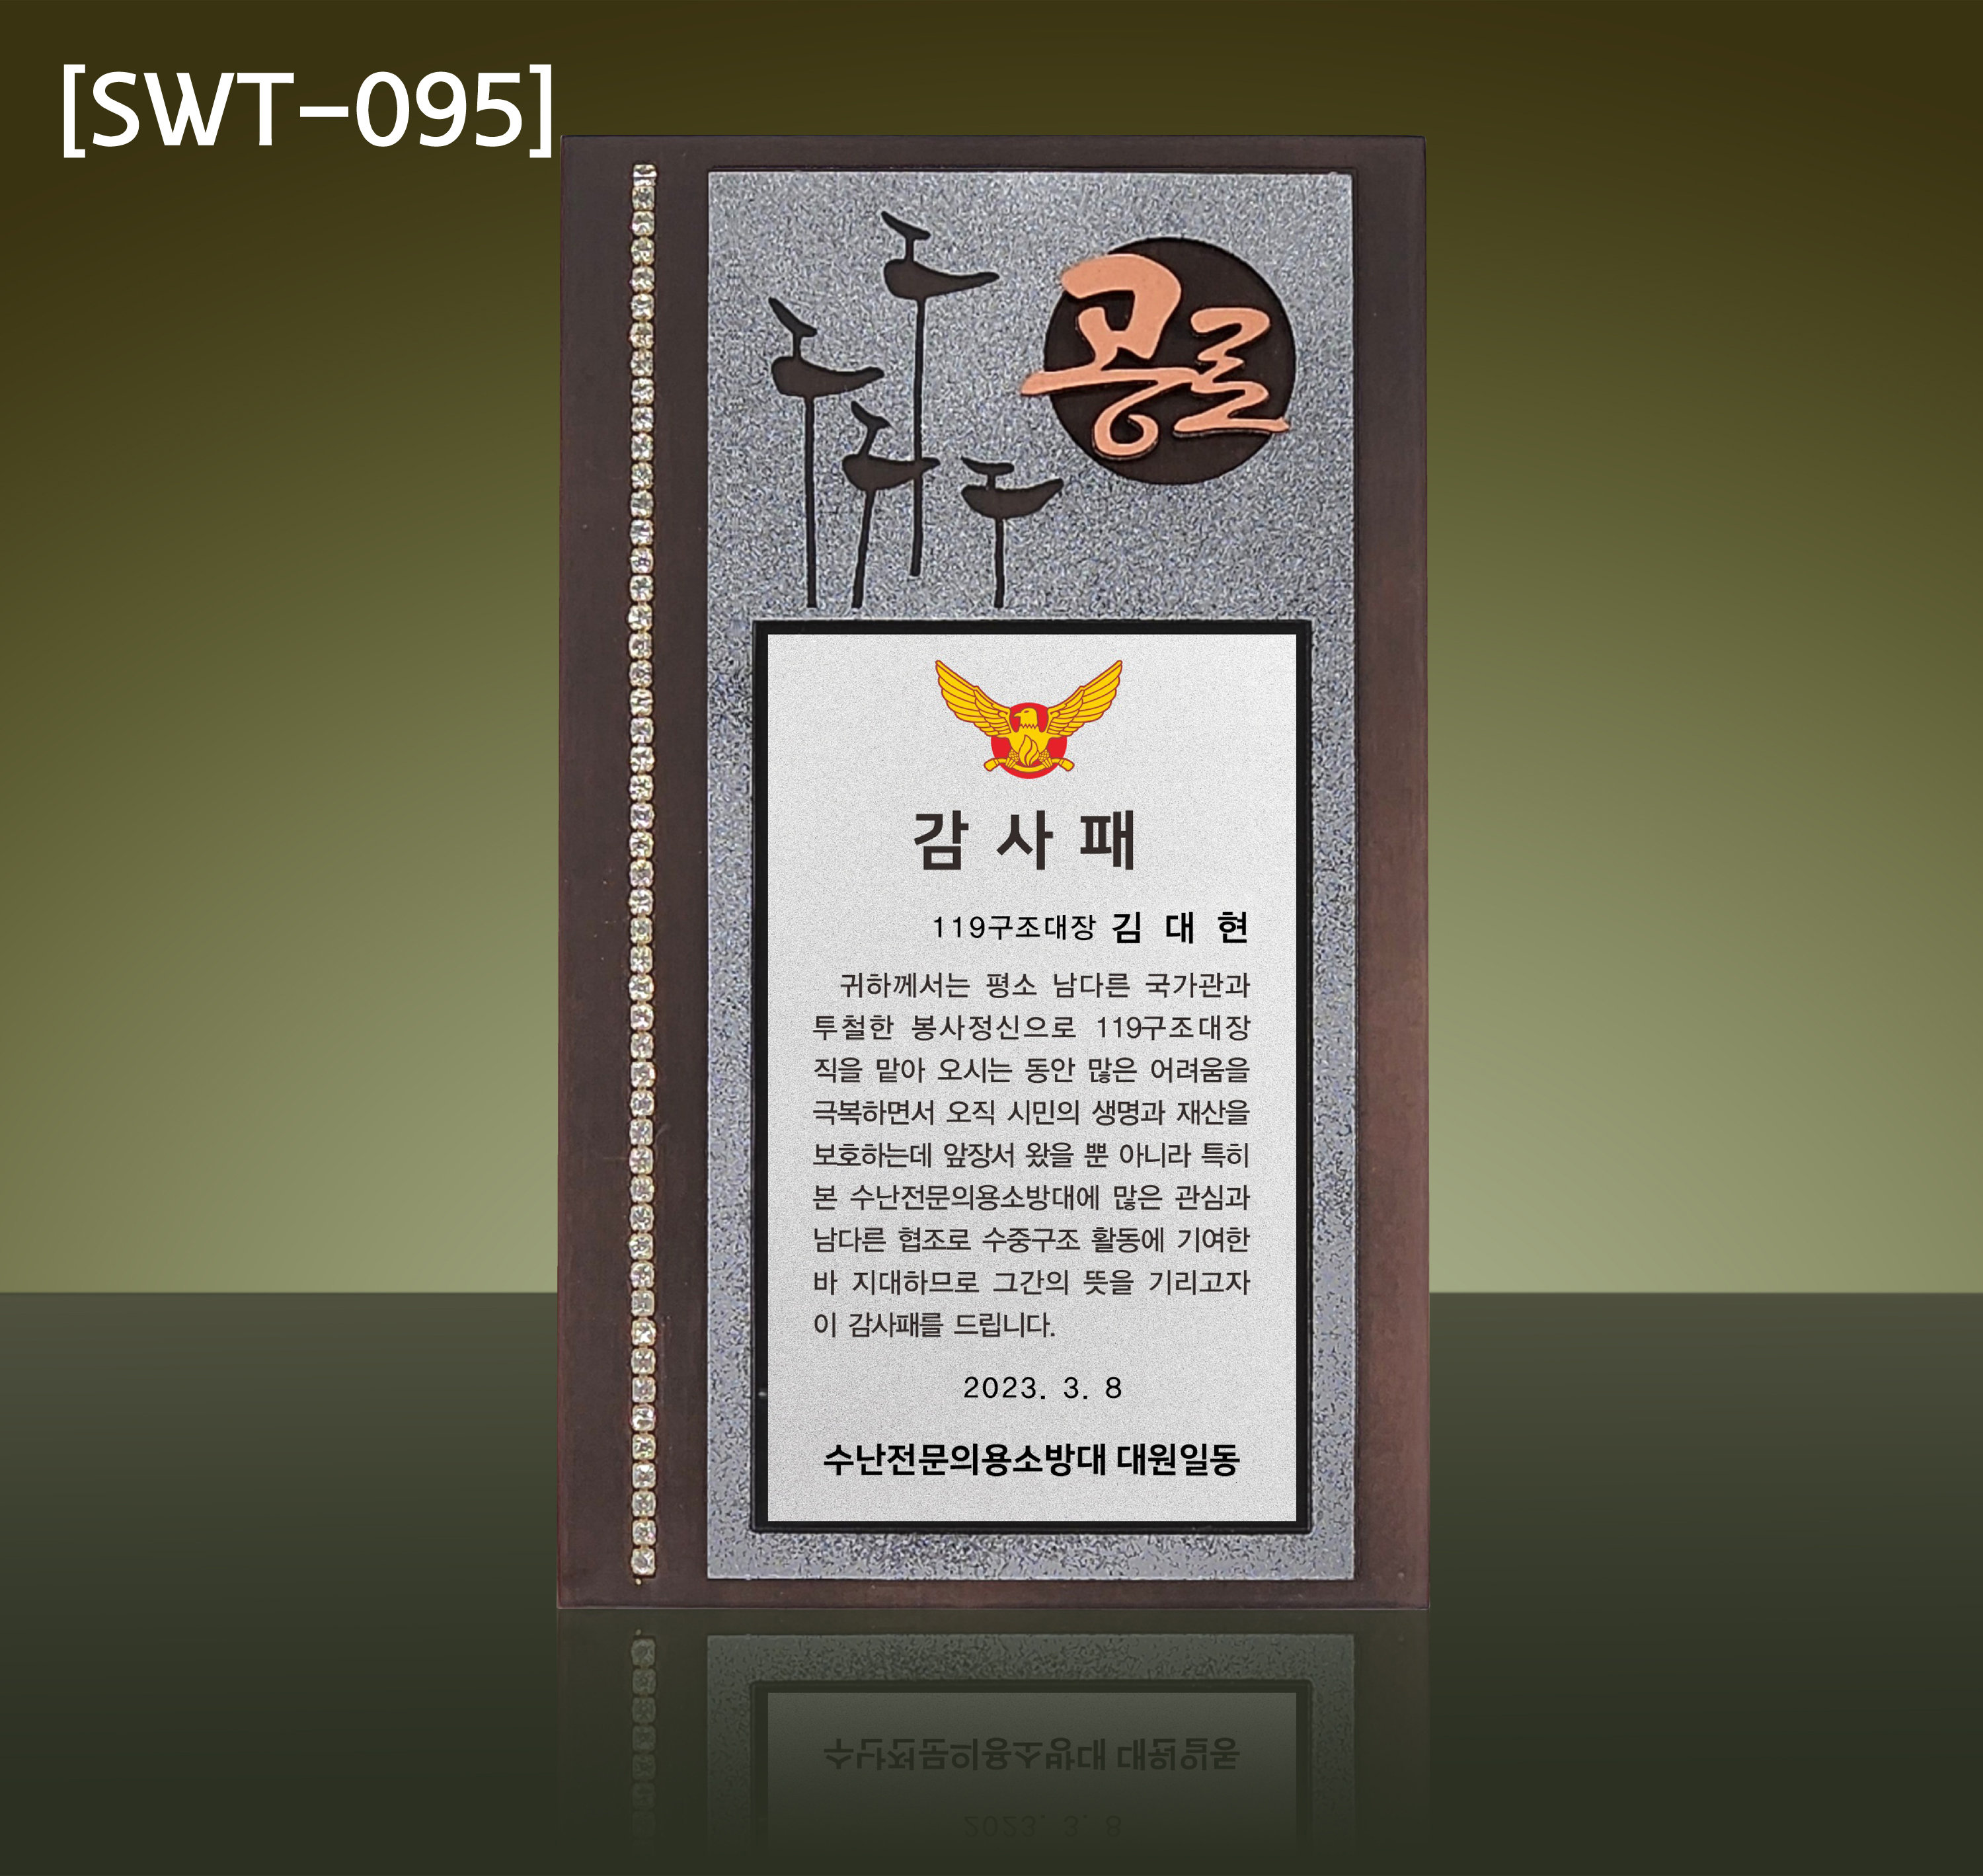 [SWT-095]
공로
감 사 패
119구조대장 김 대 현
귀하께서는 평소 남다른 국가관과
투철한 봉사정신으로 119구조대장
직을 맡아 오시는 동안 많은 어려움을
극복하면서 오직 시민의 생명과 재산을
보호하는데 앞장서 왔을 뿐 아니라 특히
본 수난전문의용소방대에 많은 관심과
남다른 협조로 수중구조 활동에 기여한
바 지대하므로 그간의 뜻을 기리고자
이 감사패를 드립니다.
2023. 3. 8
수난전문의용소방대 대원일동